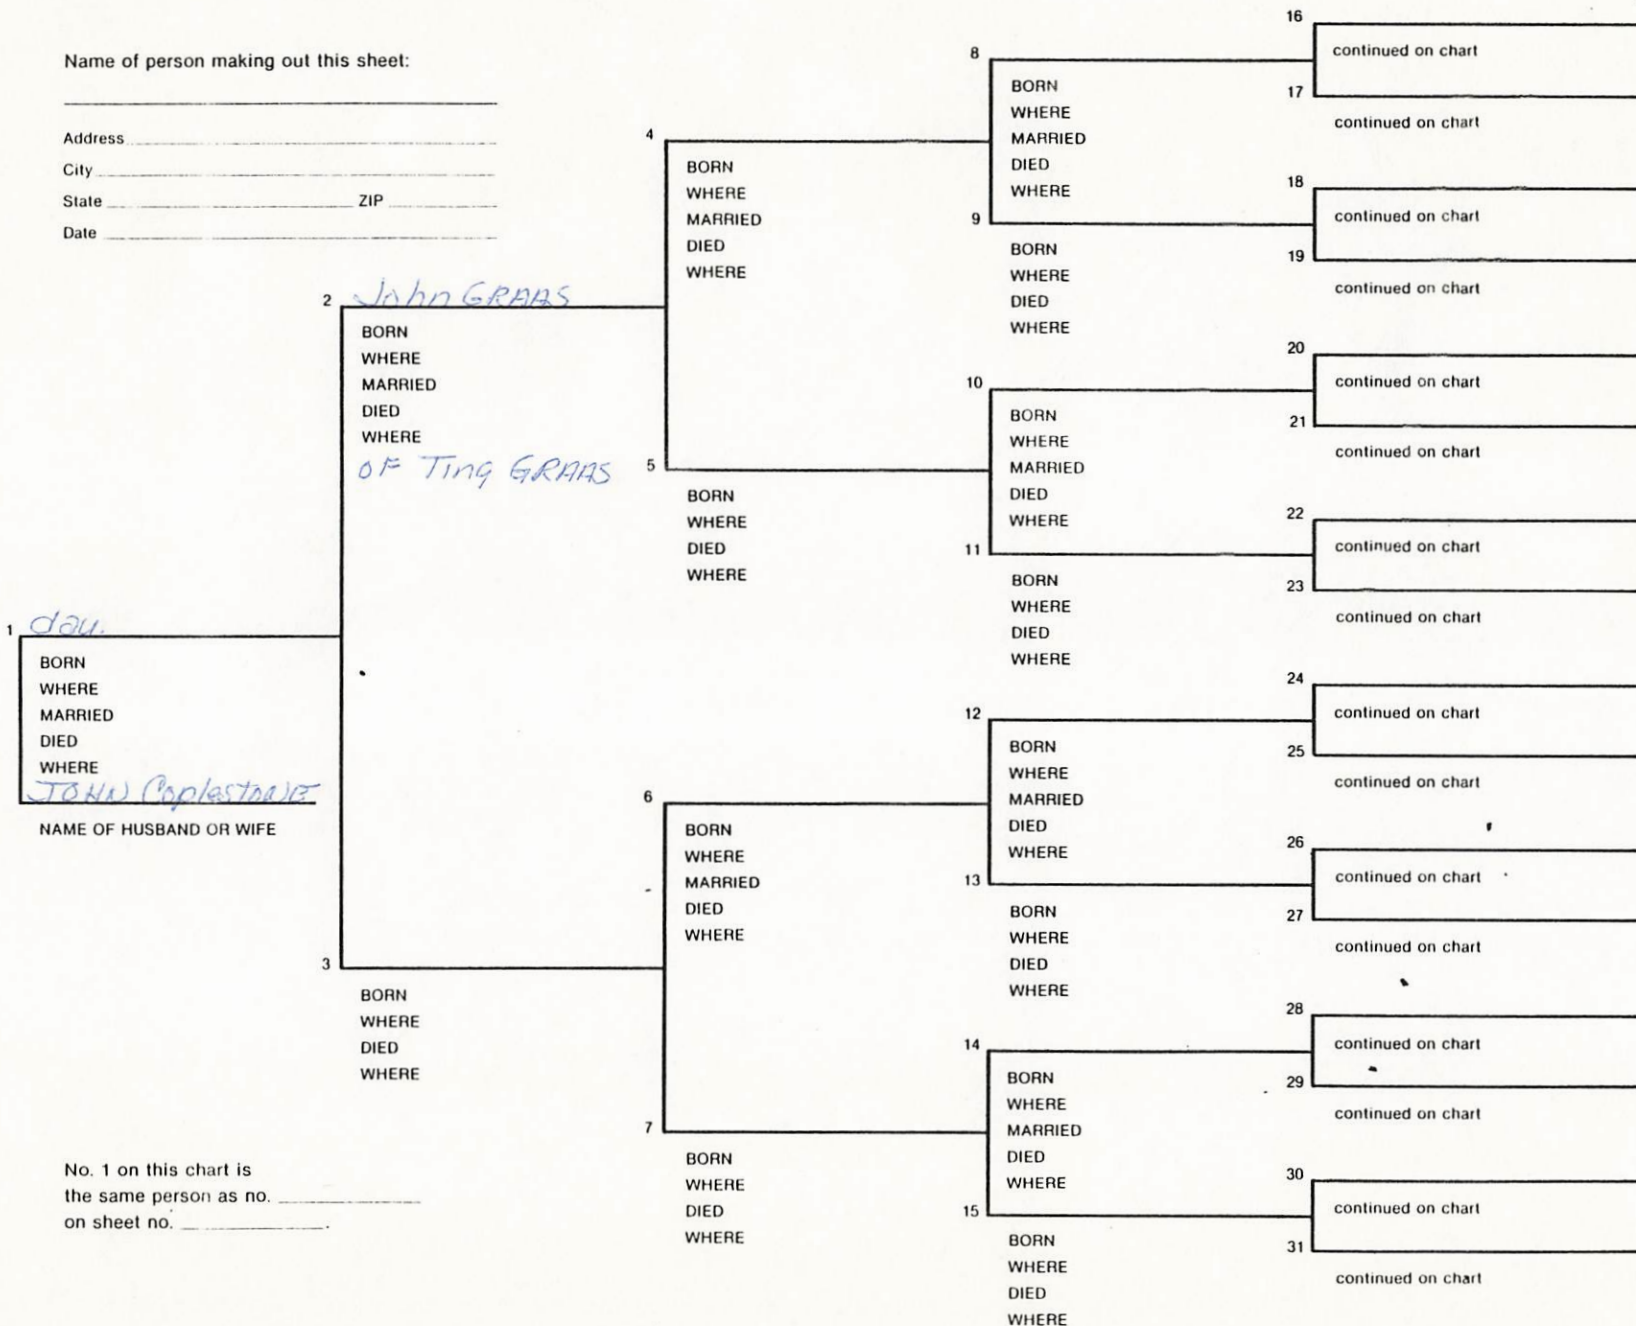 Name of person making out this sheet:
Address
City
State ZIP
Date
1 dau.
BORN
WHERE
MARRIED
DIED
WHERE
JOHN Coplestone
NAME OF HUSBAND OR WIFE
No. 1 on this chart is
the same person as no.
on sheet no. .
2 John GRAAS
BORN
WHERE
MARRIED
DIED
WHERE
OF Ting GRAAS
3
BORN
WHERE
DIED
WHERE
4
BORN
WHERE
MARRIED
DIED
WHERE
5
BORN
WHERE
DIED
WHERE
6
BORN
WHERE
MARRIED
DIED
WHERE
7
BORN
WHERE
DIED
WHERE
8
BORN
WHERE
MARRIED
DIED
WHERE
9
BORN
WHERE
DIED
WHERE
10
BORN
WHERE
MARRIED
DIED
WHERE
11
BORN
WHERE
DIED
WHERE
12
BORN
WHERE
MARRIED
DIED
WHERE
13
BORN
WHERE
DIED
WHERE
14
BORN
WHERE
MARRIED
DIED
WHERE
15
BORN
WHERE
DIED
WHERE
16
continued on chart
17
continued on chart
18
continued on chart
19
continued on chart
20
continued on chart
21
continued on chart
22
continued on chart
23
continued on chart
24
continued on chart
25
continued on chart
26
continued on chart
27
continued on chart
28
continued on chart
29
continued on chart
30
continued on chart
31
continued on chart